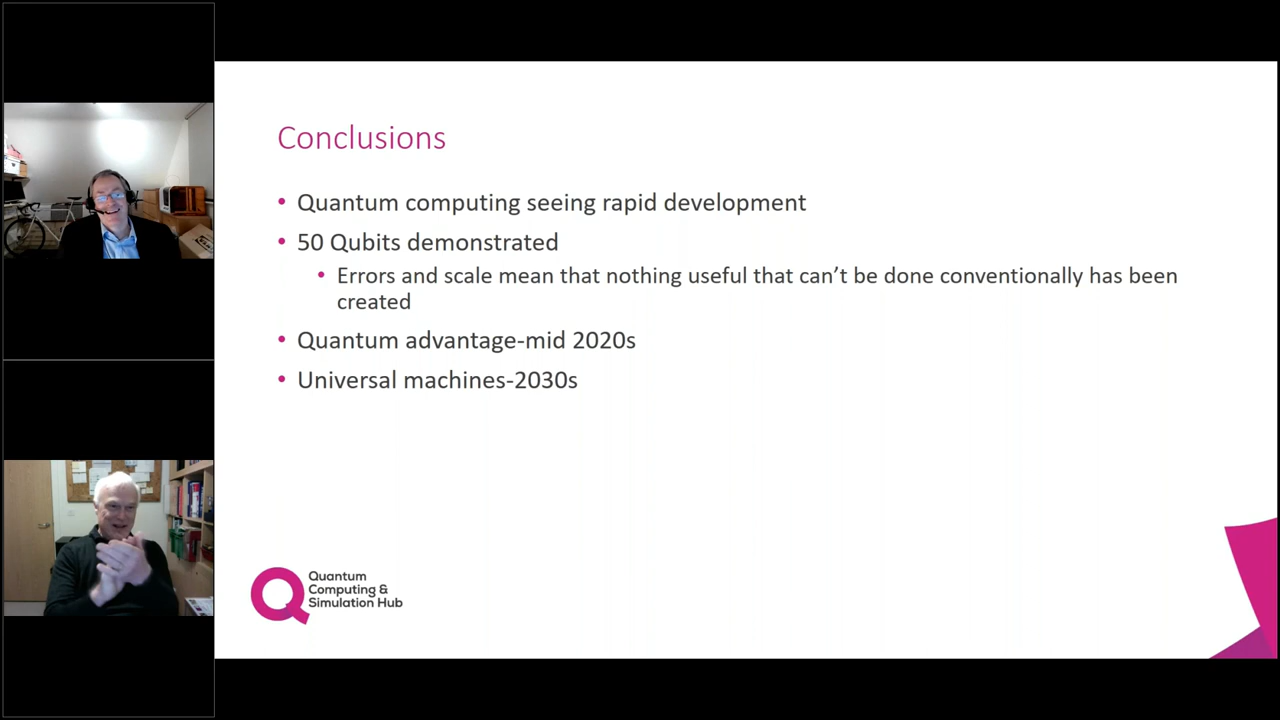 Conclusions
• Quantum computing seeing rapid development
• 50 Qubits demonstrated
• Errors and scale mean that nothing useful that can’t be done conventionally has been
created
• Quantum advantage-mid 2020s
• Universal machines-2030s
Quantum
Computing &
Simulation Hub